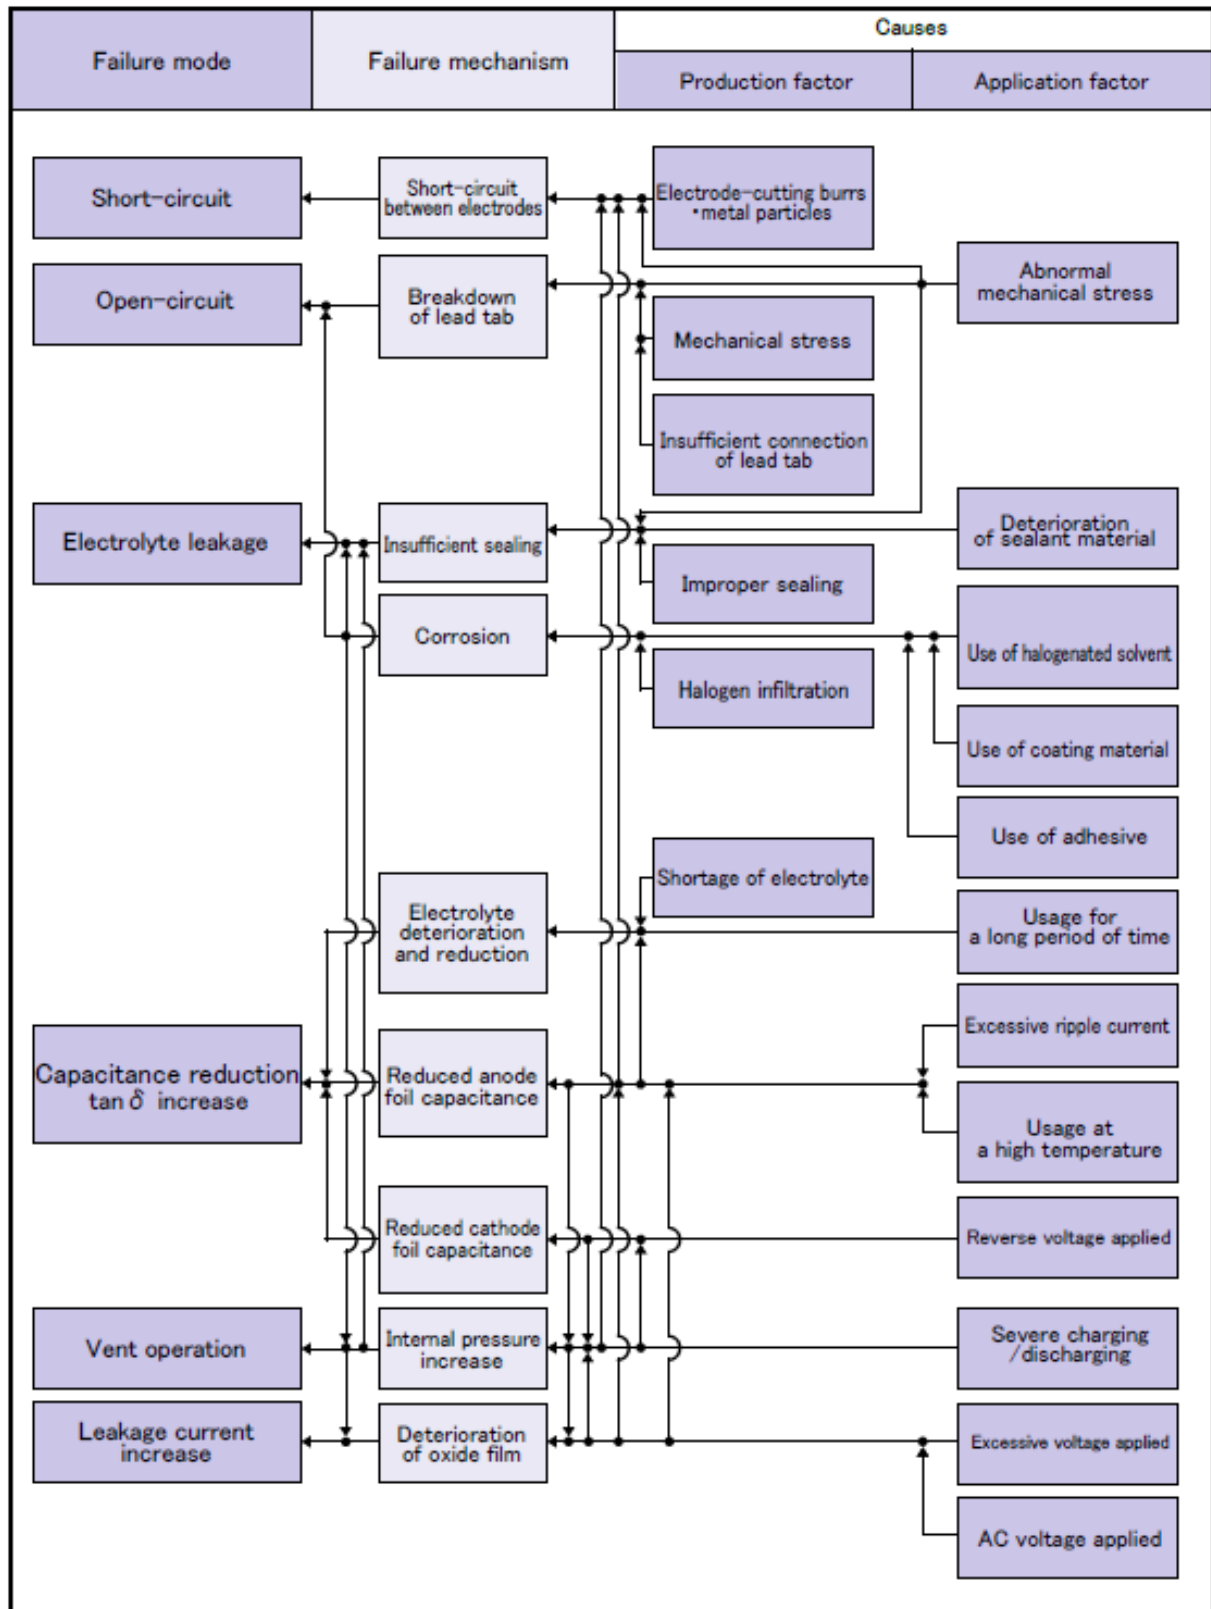 Causes
Failure mode
Failure mechanism
Production factor
Application factor
Short-circuit
Short-circuit
between electrodes
Electrode-cutting burrs
・metal particles
Abnormal
mechanical stress
Open-circuit
Breakdown
of lead tab
Mechanical stress
Insufficient connection
of lead tab
Electrolyte leakage
Insufficient sealing
Deterioration
of sealant material
Improper sealing
Corrosion
Use of halogenated solvent
Halogen infiltration
Use of coating material
Use of adhesive
Shortage of electrolyte
Electrolyte
deterioration
and reduction
Usage for
a long period of time
Excessive ripple current
Capacitance reduction
tan δ increase
Reduced anode
foil capacitance
Usage at
a high temperature
Reduced cathode
foil capacitance
Reverse voltage applied
Vent operation
Internal pressure
increase
Severe charging
/discharging
Leakage current
increase
Deterioration
of oxide film
Excessive voltage applied
AC voltage applied